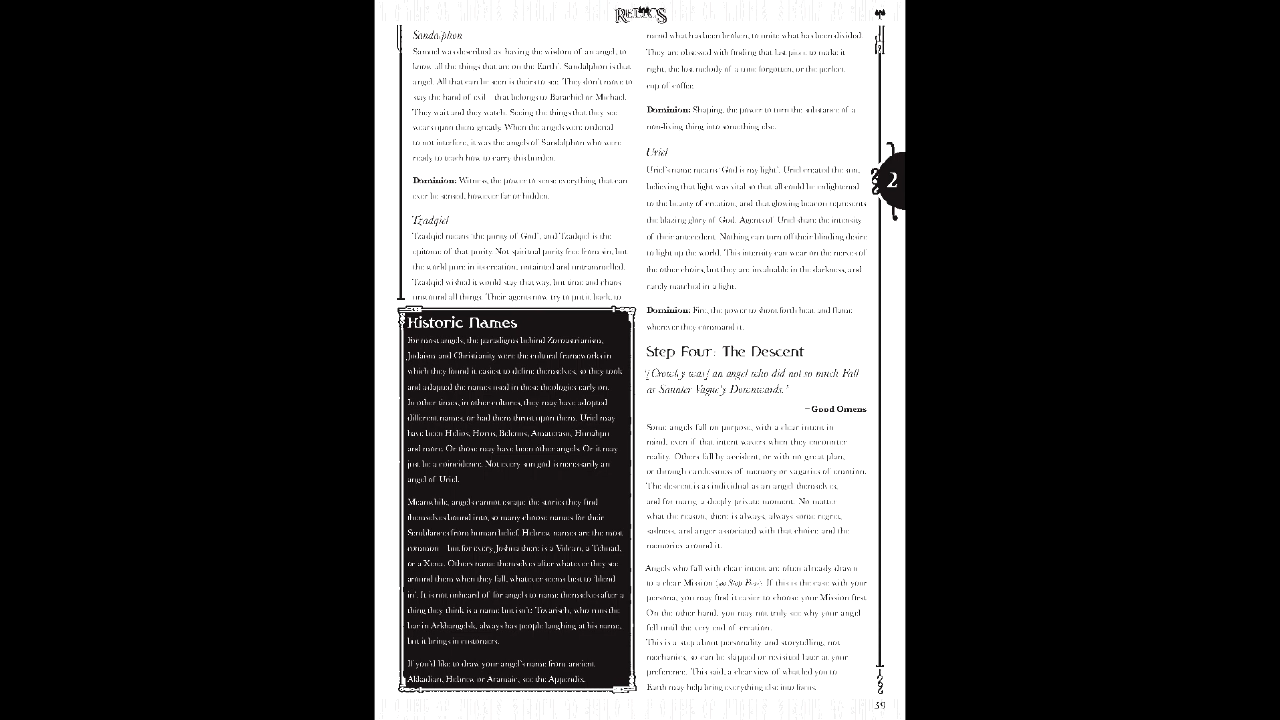 RELICS
Sandalphon
Samuel was described as having the wisdom of an angel, to
know all the things that are on the Earth'. Sandalphon is that
angel. All that can be seen is theirs to see. They don't move to
stay the hand of evil – that belongs to Barachiel or Michael.
They wait and they watch. Seeing the things that they see
wears upon them greatly. When the angels were ordered
to not interfere, it was the angels of Sandalphon who were
ready to teach how to carry this burden.
Dominion: Witness, the power to sense everything that can
ever be sensed, however far or hidden.
Tzadqiel
Tzadqiel means 'the purity of God', and Tzadqiel is the
epitome of that purity. Not spiritual purity free from sin, but
the world pure in its creation, untainted and untrammelled.
Tzadqiel wished it would stay that way, but time and chaos
unwound all things. Their agents now try to put it back, to
Historic Names
For most angels, the paradigms behind Zoroastrianism,
Judaism and Christianity were the cultural frameworks in
which they found it easiest to define themselves, so they took
and adapted the names used in those theologies early on.
In other times, in other cultures, they may have adopted
different names, or had them thrust upon them. Uriel may
have been Helios, Horus, Belenus, Amaterasu, Hunahpu
and more. Or those may have been other angels. Or it may
just be a coincidence. Not every sun god is necessarily an
angel of Uriel.
Meanwhile, angels cannot escape the stories they find
themselves bound into, so many choose names for their
Semblances from human belief. Hebrew names are the most
common – but for every Joshua there is a Vulcan, a
or a Xena. Others name themselves after whatever they see
around them when they fall, whatever seems best to 'blend
in'. It is not unheard of for angels to name themselves after a
thing they think is a name but isn't: Tovarisch, who runs the
bar in Arkhangelsk, always has people laughing at his name,
but it brings in customers.
If you'd like to draw your angel's name from ancient
Akkadian, Hebrew or Aramaic, see the Appendix.
mend what has been broken, to unite what has been divided.
They are obsessed with finding that last piece to make it
right, the lost melody of a tune forgotten, or the perfect
cup of coffee.
Dominion: Shaping, the power to turn the substance of a
non-living thing into something else.
Uriel
Uriel's name means 'God is my light'. Uriel created the sun,
believing that light was vital so that all could be enlightened
to the beauty of creation, and that glowing beacon represents
the blazing glory of God. Agents of Uriel share the intensity
of their antecedent. Nothing can turn off their blinding desire
to light up the world. This intensity can wear on the nerves of
the other choirs, but they are invaluable in the darkness, and
rarely matched in a fight.
Dominion: Fire, the power to shoot forth heat and flame
wherever they command it.
Step Four: The Descent
'[Crowley was] an angel who did not so much Fall
as Saunter Vaguely Downwards.'
– Good Omens
Some angels fall on purpose, with a clear intent in
mind, even if that intent wavers when they encounter
reality. Others fall by accident, or with no great plan,
or through carelessness of memory or vagaries of creation.
The descent is as individual as an angel themselves,
and for many, a deeply private moment. No matter
what the reason, there is always, always some regret,
sadness, and anger associated with that choice and the
memories around it.
Angels who fall with clear intent are often already drawn
to a clear Mission (see Step Five). If this is the case with your
persona, you may find it easier to choose your Mission first.
On the other hand, you may not truly see why your angel
fell until the very end of creation.
This is a step about personality and storytelling, not
mechanics, so can be skipped or revisited later at your
preference. This said, a clear view of what led you to
Earth may help bring everything else into focus.
2
39